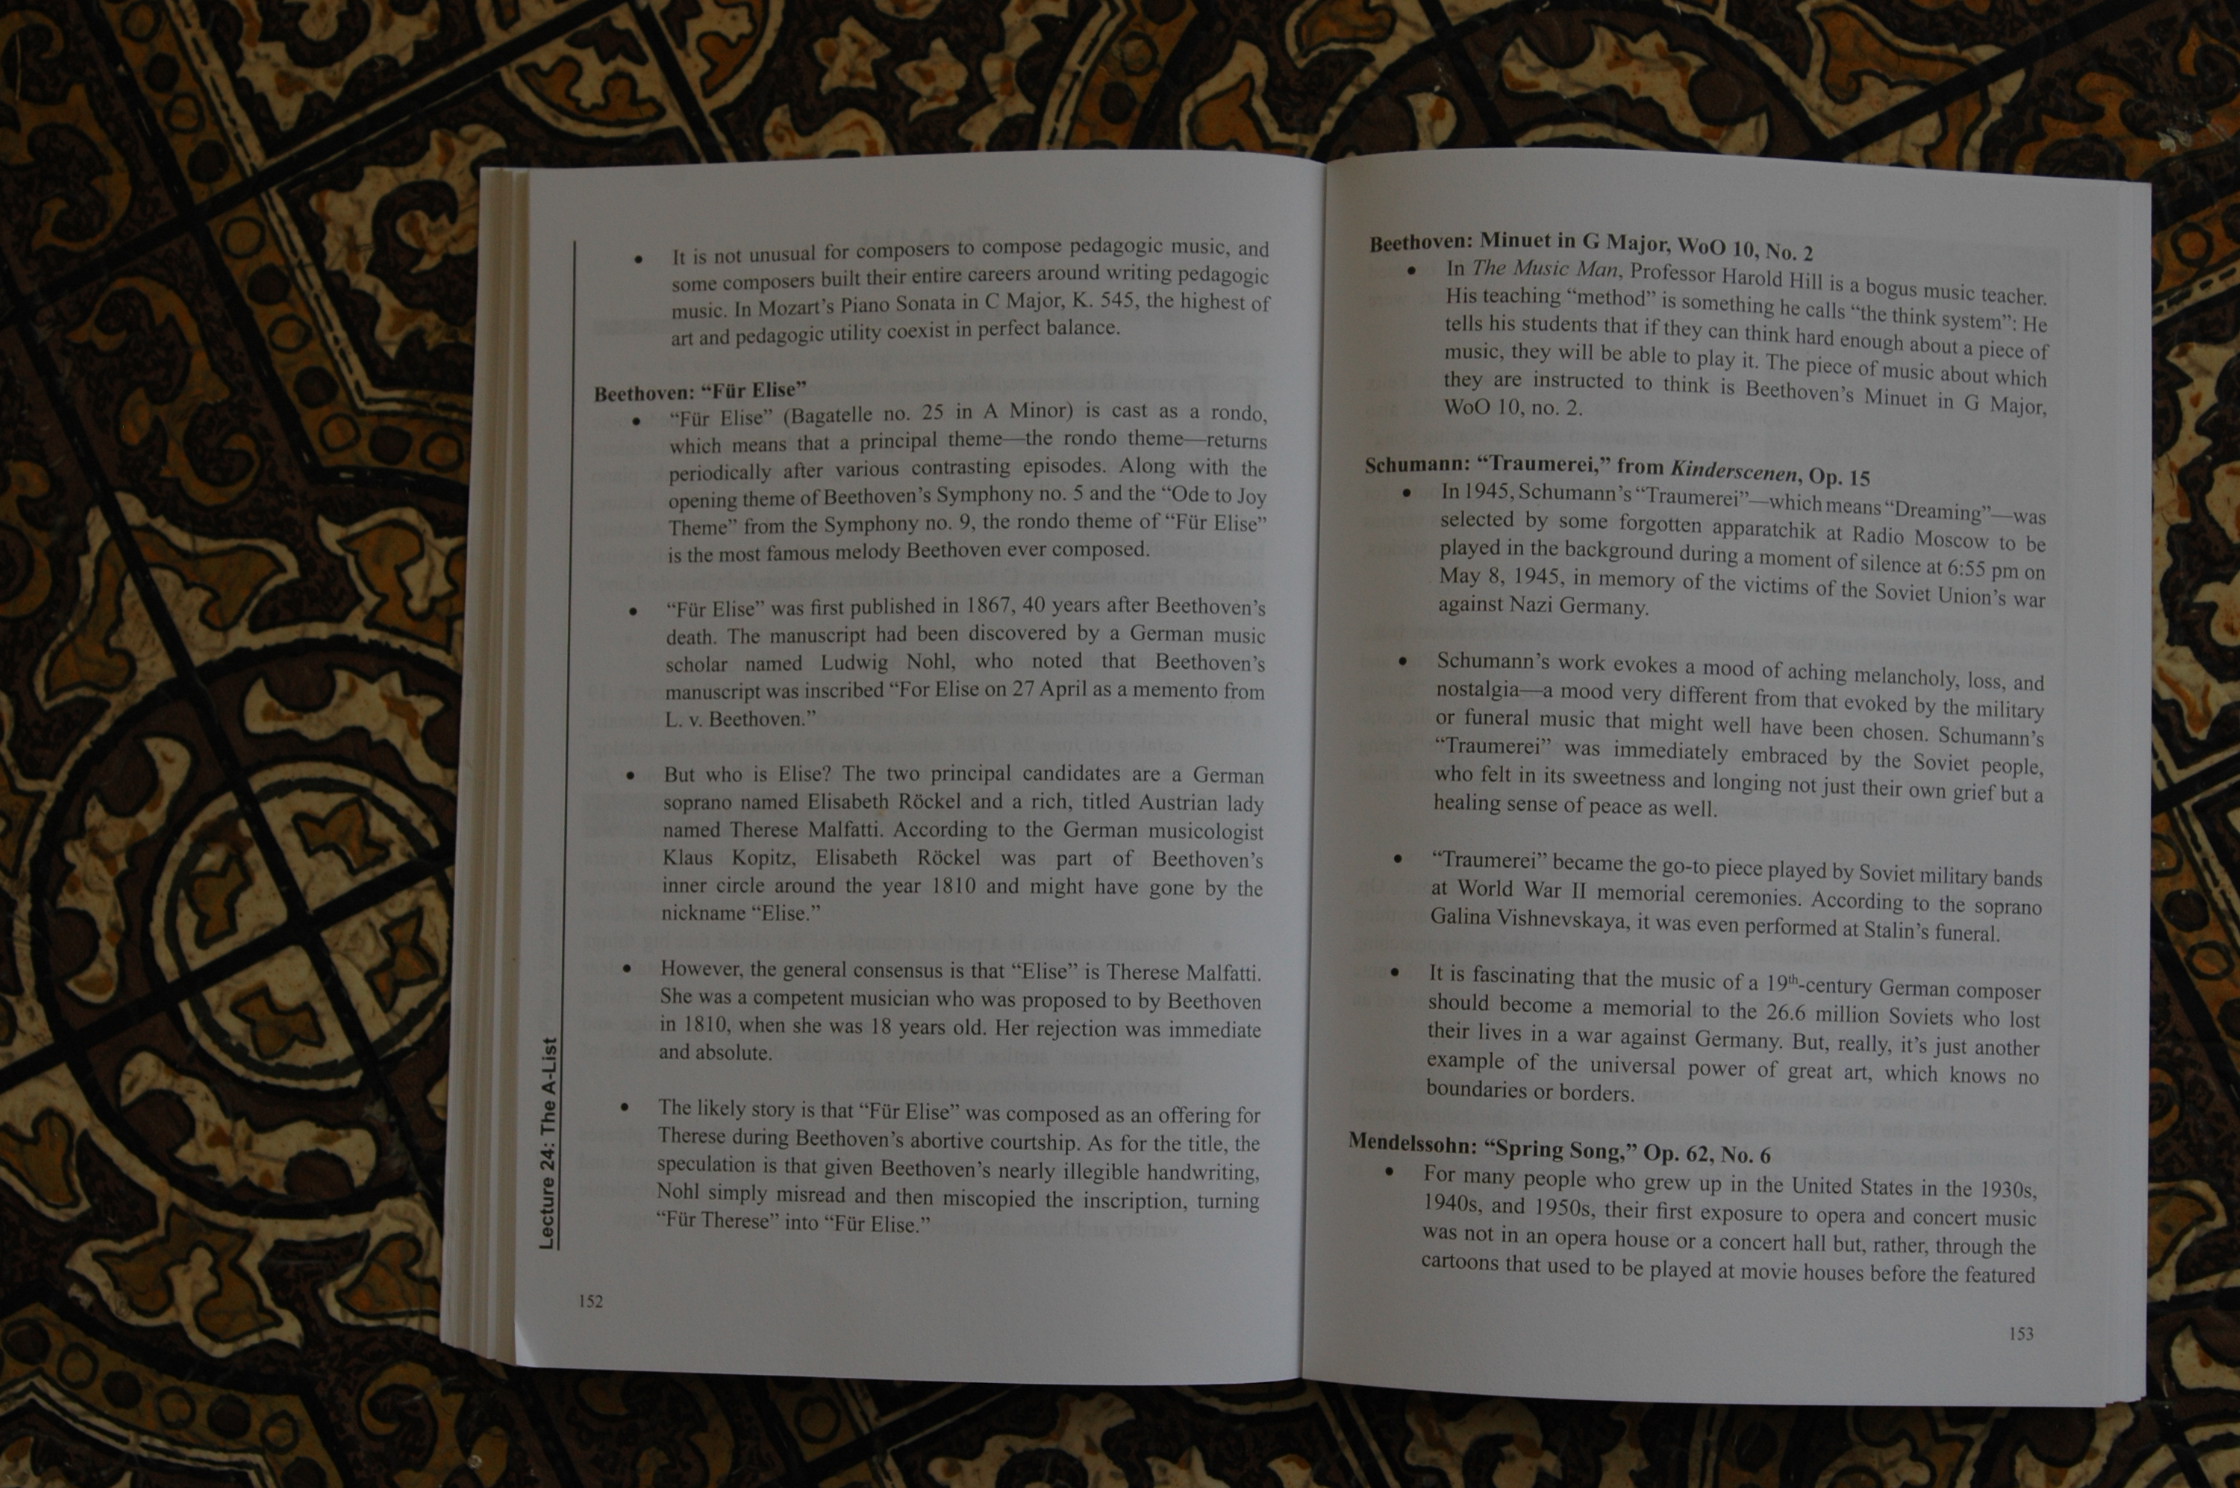 • It is not unusual for composers to compose pedagogic music, and
some composers built their entire careers around writing pedagogic
music. In Mozart’s Piano Sonata in C Major, K. 545, the highest of
art and pedagogic utility coexist in perfect balance.
Beethoven: “Für Elise”
• “Für Elise” (Bagatelle no. 25 in A Minor) is cast as a rondo,
which means that a principal theme—the rondo theme—returns
periodically after various contrasting episodes. Along with the
opening theme of Beethoven’s Symphony no. 5 and the “Ode to Joy
Theme” from the Symphony no. 9, the rondo theme of “Für Elise”
is the most famous melody Beethoven ever composed.
• “Für Elise” was first published in 1867, 40 years after Beethoven’s
death. The manuscript had been discovered by a German music
scholar named Ludwig Nohl, who noted that Beethoven’s
manuscript was inscribed “For Elise on 27 April as a memento from
L. v. Beethoven.”
• But who is Elise? The two principal candidates are a German
soprano named Elisabeth Röckel and a rich, titled Austrian lady
named Therese Malfatti. According to the German musicologist
Klaus Kopitz, Elisabeth Röckel was part of Beethoven’s
inner circle around the year 1810 and might have gone by the
nickname “Elise.”
• However, the general consensus is that “Elise” is Therese Malfatti.
She was a competent musician who was proposed to by Beethoven
in 1810, when she was 18 years old. Her rejection was immediate
and absolute.
• The likely story is that “Für Elise” was composed as an offering for
Therese during Beethoven’s abortive courtship. As for the title, the
speculation is that given Beethoven’s nearly illegible handwriting,
Nohl simply misread and then miscopied the inscription, turning
“Für Therese” into “Für Elise.”
Lecture 24: The A-List
152
Beethoven: Minuet in G Major, WoO 10, No. 2
• In The Music Man, Professor Harold Hill is a bogus music teacher.
His teaching “method” is something he calls “the think system”: He
tells his students that if they can think hard enough about a piece of
music, they will be able to play it. The piece of music about which
they are instructed to think is Beethoven’s Minuet in G Major,
WoO 10, no. 2.
Schumann: “Traumerei,” from Kinderscenen, Op. 15
• In 1945, Schumann’s “Traumerei”—which means “Dreaming”—was
selected by some forgotten apparatchik at Radio Moscow to be
played in the background during a moment of silence at 6:55 pm on
May 8, 1945, in memory of the victims of the Soviet Union’s war
against Nazi Germany.
• Schumann’s work evokes a mood of aching melancholy, loss, and
nostalgia—a mood very different from that evoked by the military
or funeral music that might well have been chosen. Schumann’s
“Traumerei” was immediately embraced by the Soviet people,
who felt in its sweetness and longing not just their own grief but a
healing sense of peace as well.
• “Traumerei” became the go-to piece played by Soviet military bands
at World War II memorial ceremonies. According to the soprano
Galina Vishnevskaya, it was even performed at Stalin’s funeral.
• It is fascinating that the music of a 19th-century German composer
should become a memorial to the 26.6 million Soviets who lost
their lives in a war against Germany. But, really, it’s just another
example of the universal power of great art, which knows no
boundaries or borders.
Mendelssohn: “Spring Song,” Op. 62, No. 6
• For many people who grew up in the United States in the 1930s,
1940s, and 1950s, their first exposure to opera and concert music
was not in an opera house or a concert hall but, rather, through the
cartoons that used to be played at movie houses before the featured
153